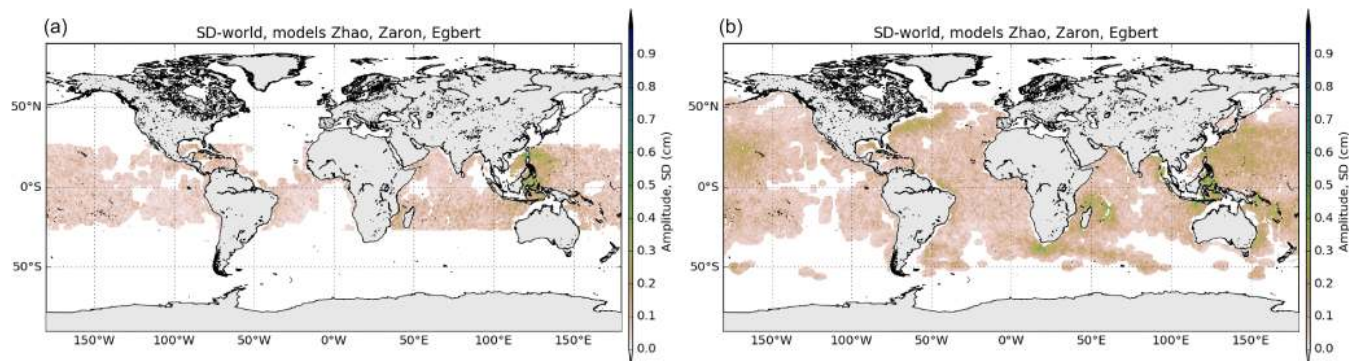 (a)
SD-world, models Zhao, Zaron, Egbert
50°N
0°S
50°S
150°W 100°W 50°W 0°W 50°E 100°E 150°E
0.9
0.8
0.7
0.6
0.5
0.4
0.3
0.2
0.1
0.0
Amplitude, SD (cm)
(b)
SD-world, models Zhao, Zaron, Egbert
50°N
0°S
50°S
150°W 100°W 50°W 0°W 50°E 100°E 150°E
0.9
0.8
0.7
0.6
0.5
0.4
0.3
0.2
0.1
0.0
Amplitude, SD (cm)